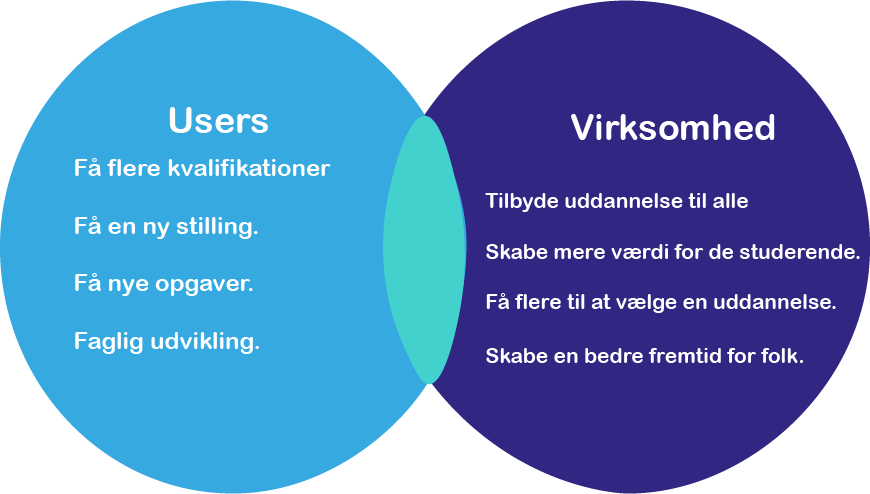 Users
Få flere kvalifikationer
Få en ny stilling.
Få nye opgaver.
Faglig udvikling.
Virksomhed
Tilbyde uddannelse til alle
Skabe mere værdi for de studerende.
Få flere til at vælge en uddannelse.
Skabe en bedre fremtid for folk.